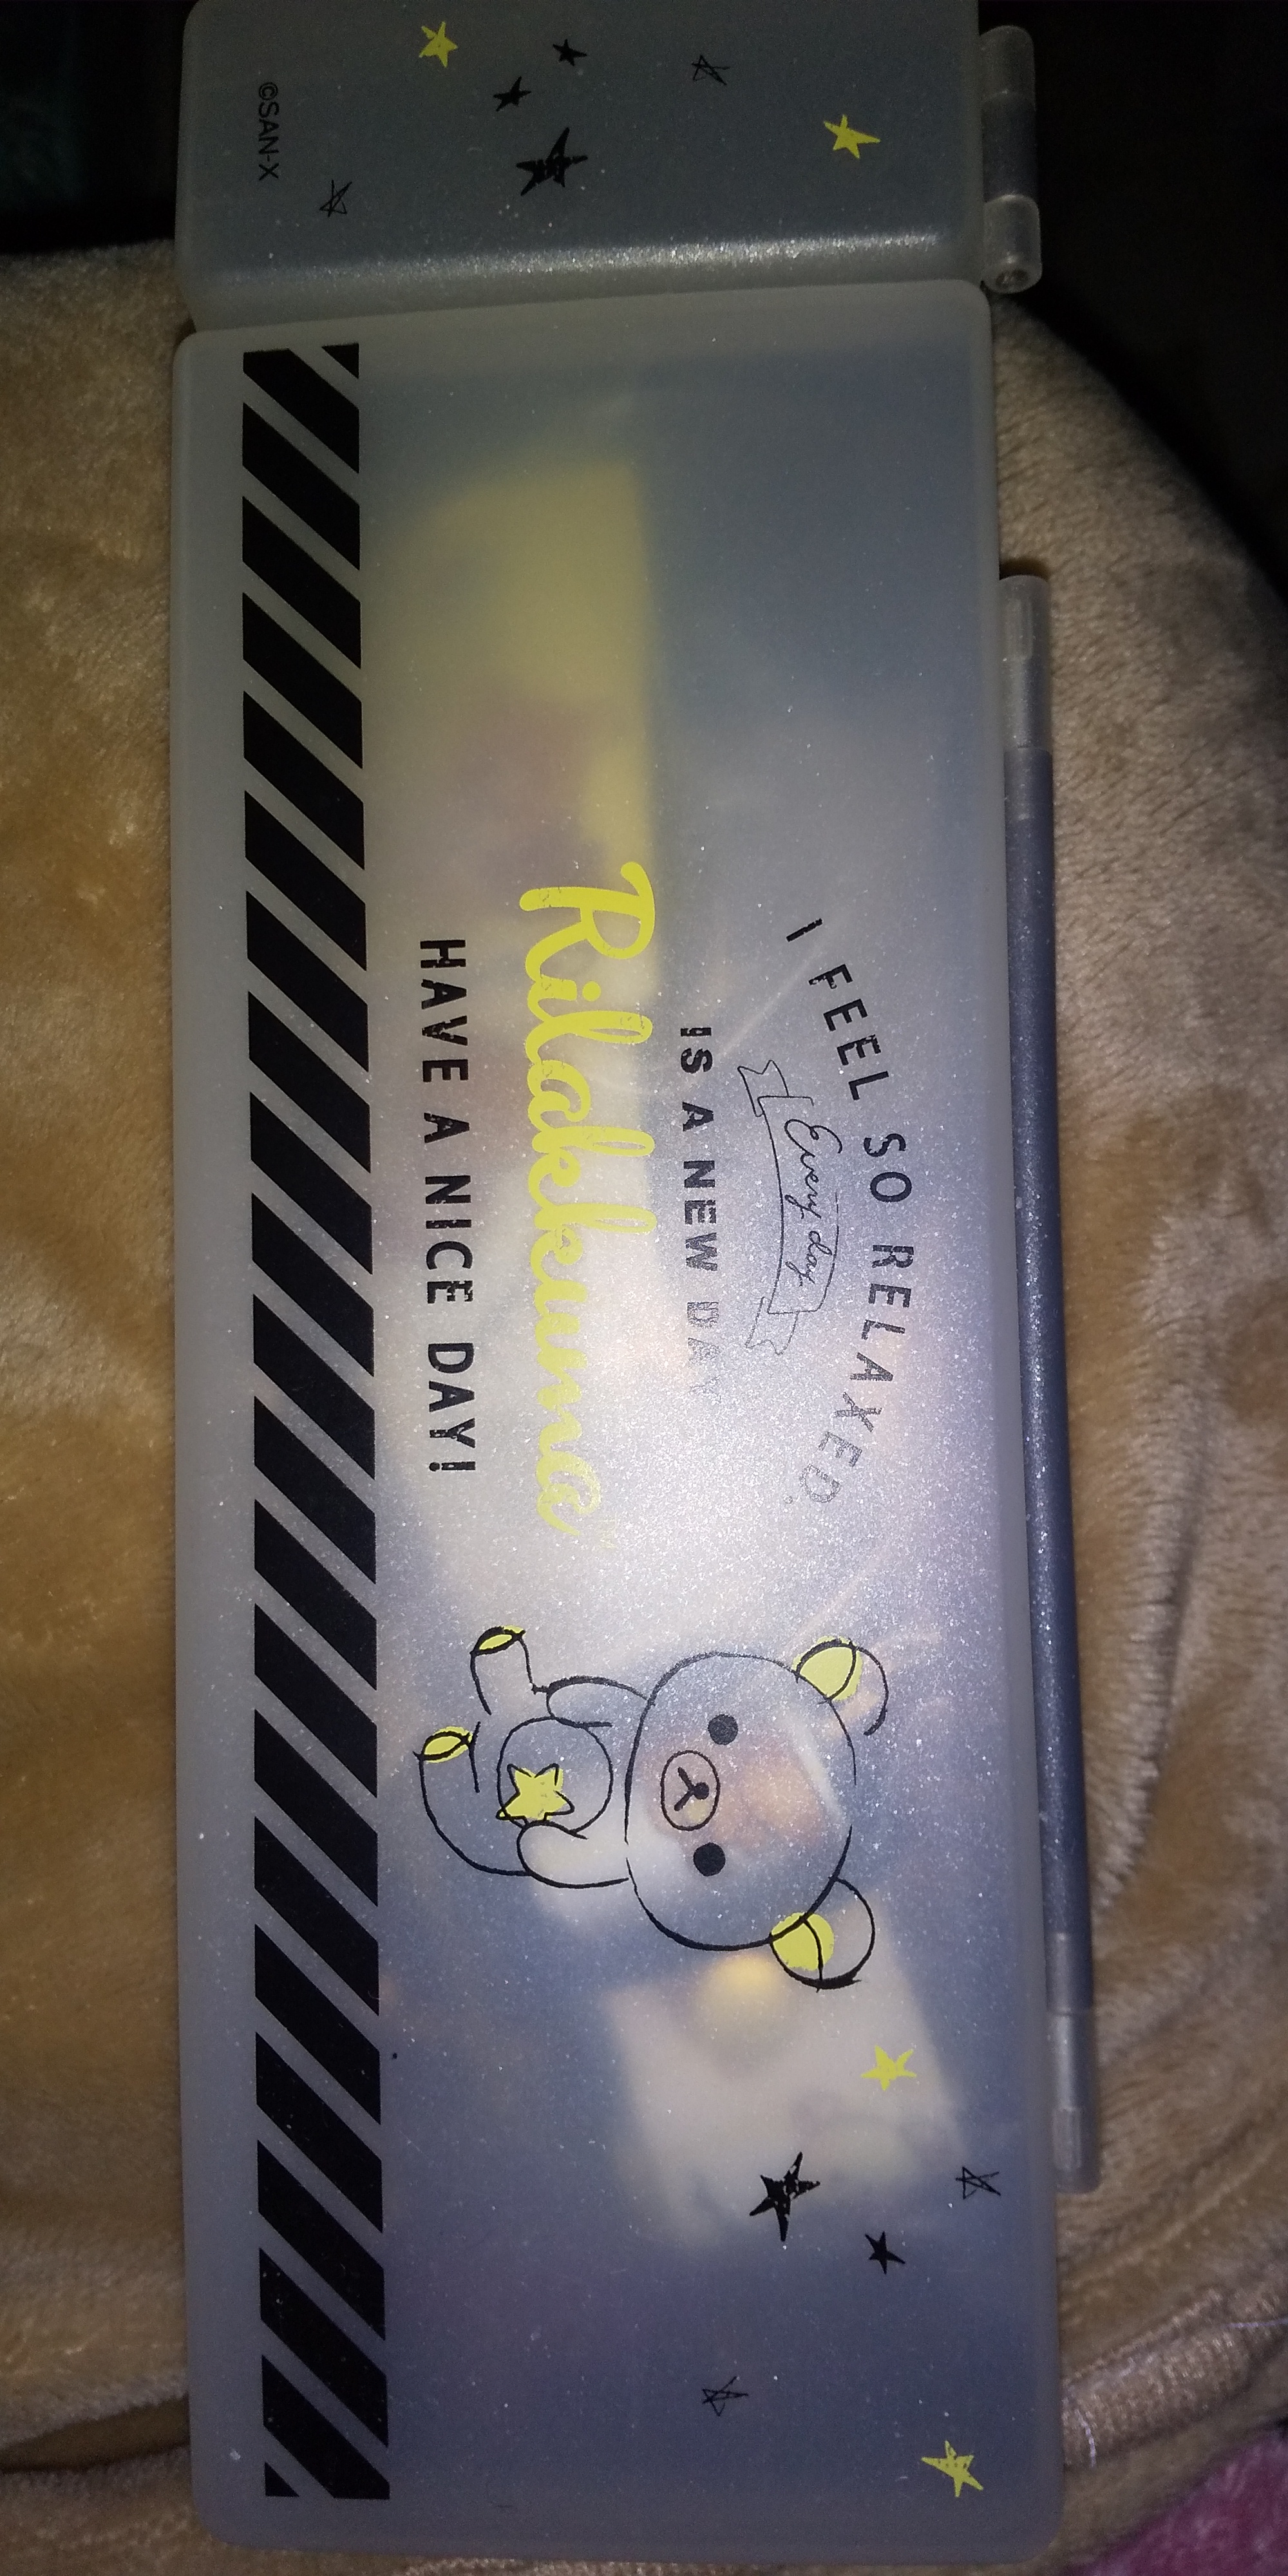 I FEEL SO RELAXED.
Every day
IS A NEW DAY
Rilakkuma
HAVE A NICE DAY!
©SAN-X